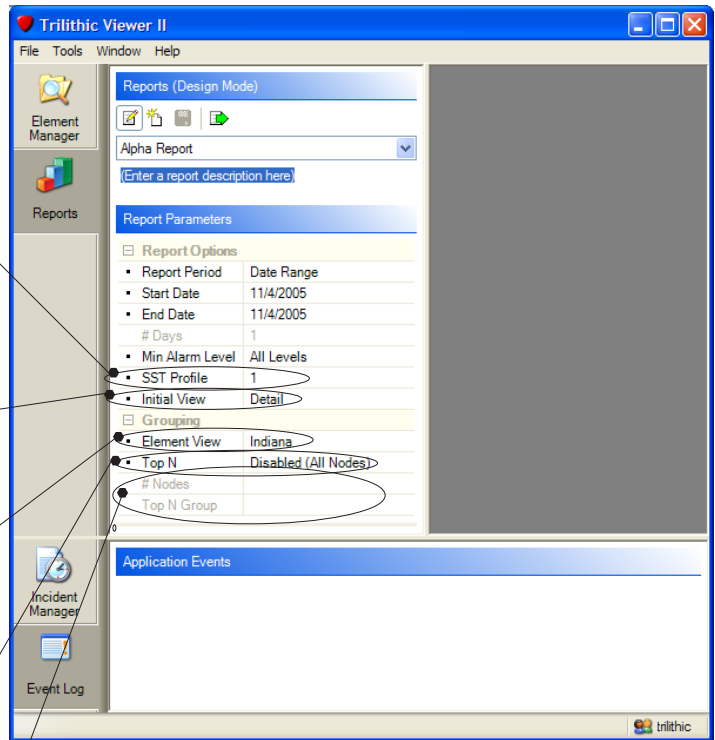 Trilithic Viewer II
File Tools Window Help
Element Manager
Reports
Reports (Design Mode)
Alpha Report
(Enter a report description here)
Report Parameters
Report Options
Report Period Date Range
Start Date 11/4/2005
End Date 11/4/2005
# Days 1
Min Alarm Level All Levels
SST Profile 1
Initial View Detail
Grouping
Element View Indiana
Top N Disabled (All Nodes)
# Nodes
Top N Group
Incident Manager
Event Log
Application Events
trilithic